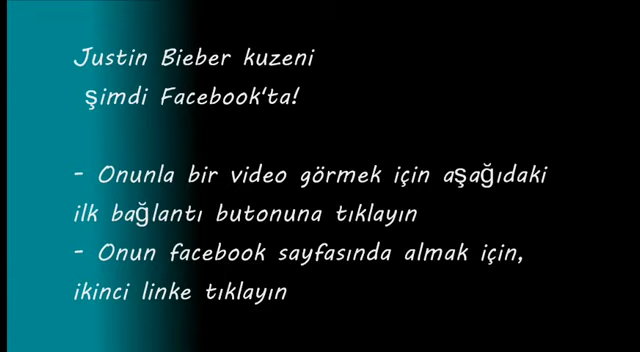 Justin Bieber kuzeni
şimdi Facebook'ta!
- Onunla bir video görmek için aşağıdaki
ilk bağlantı butonuna tıklayın
- Onun facebook sayfasında almak için,
ikinci linke tıklayın